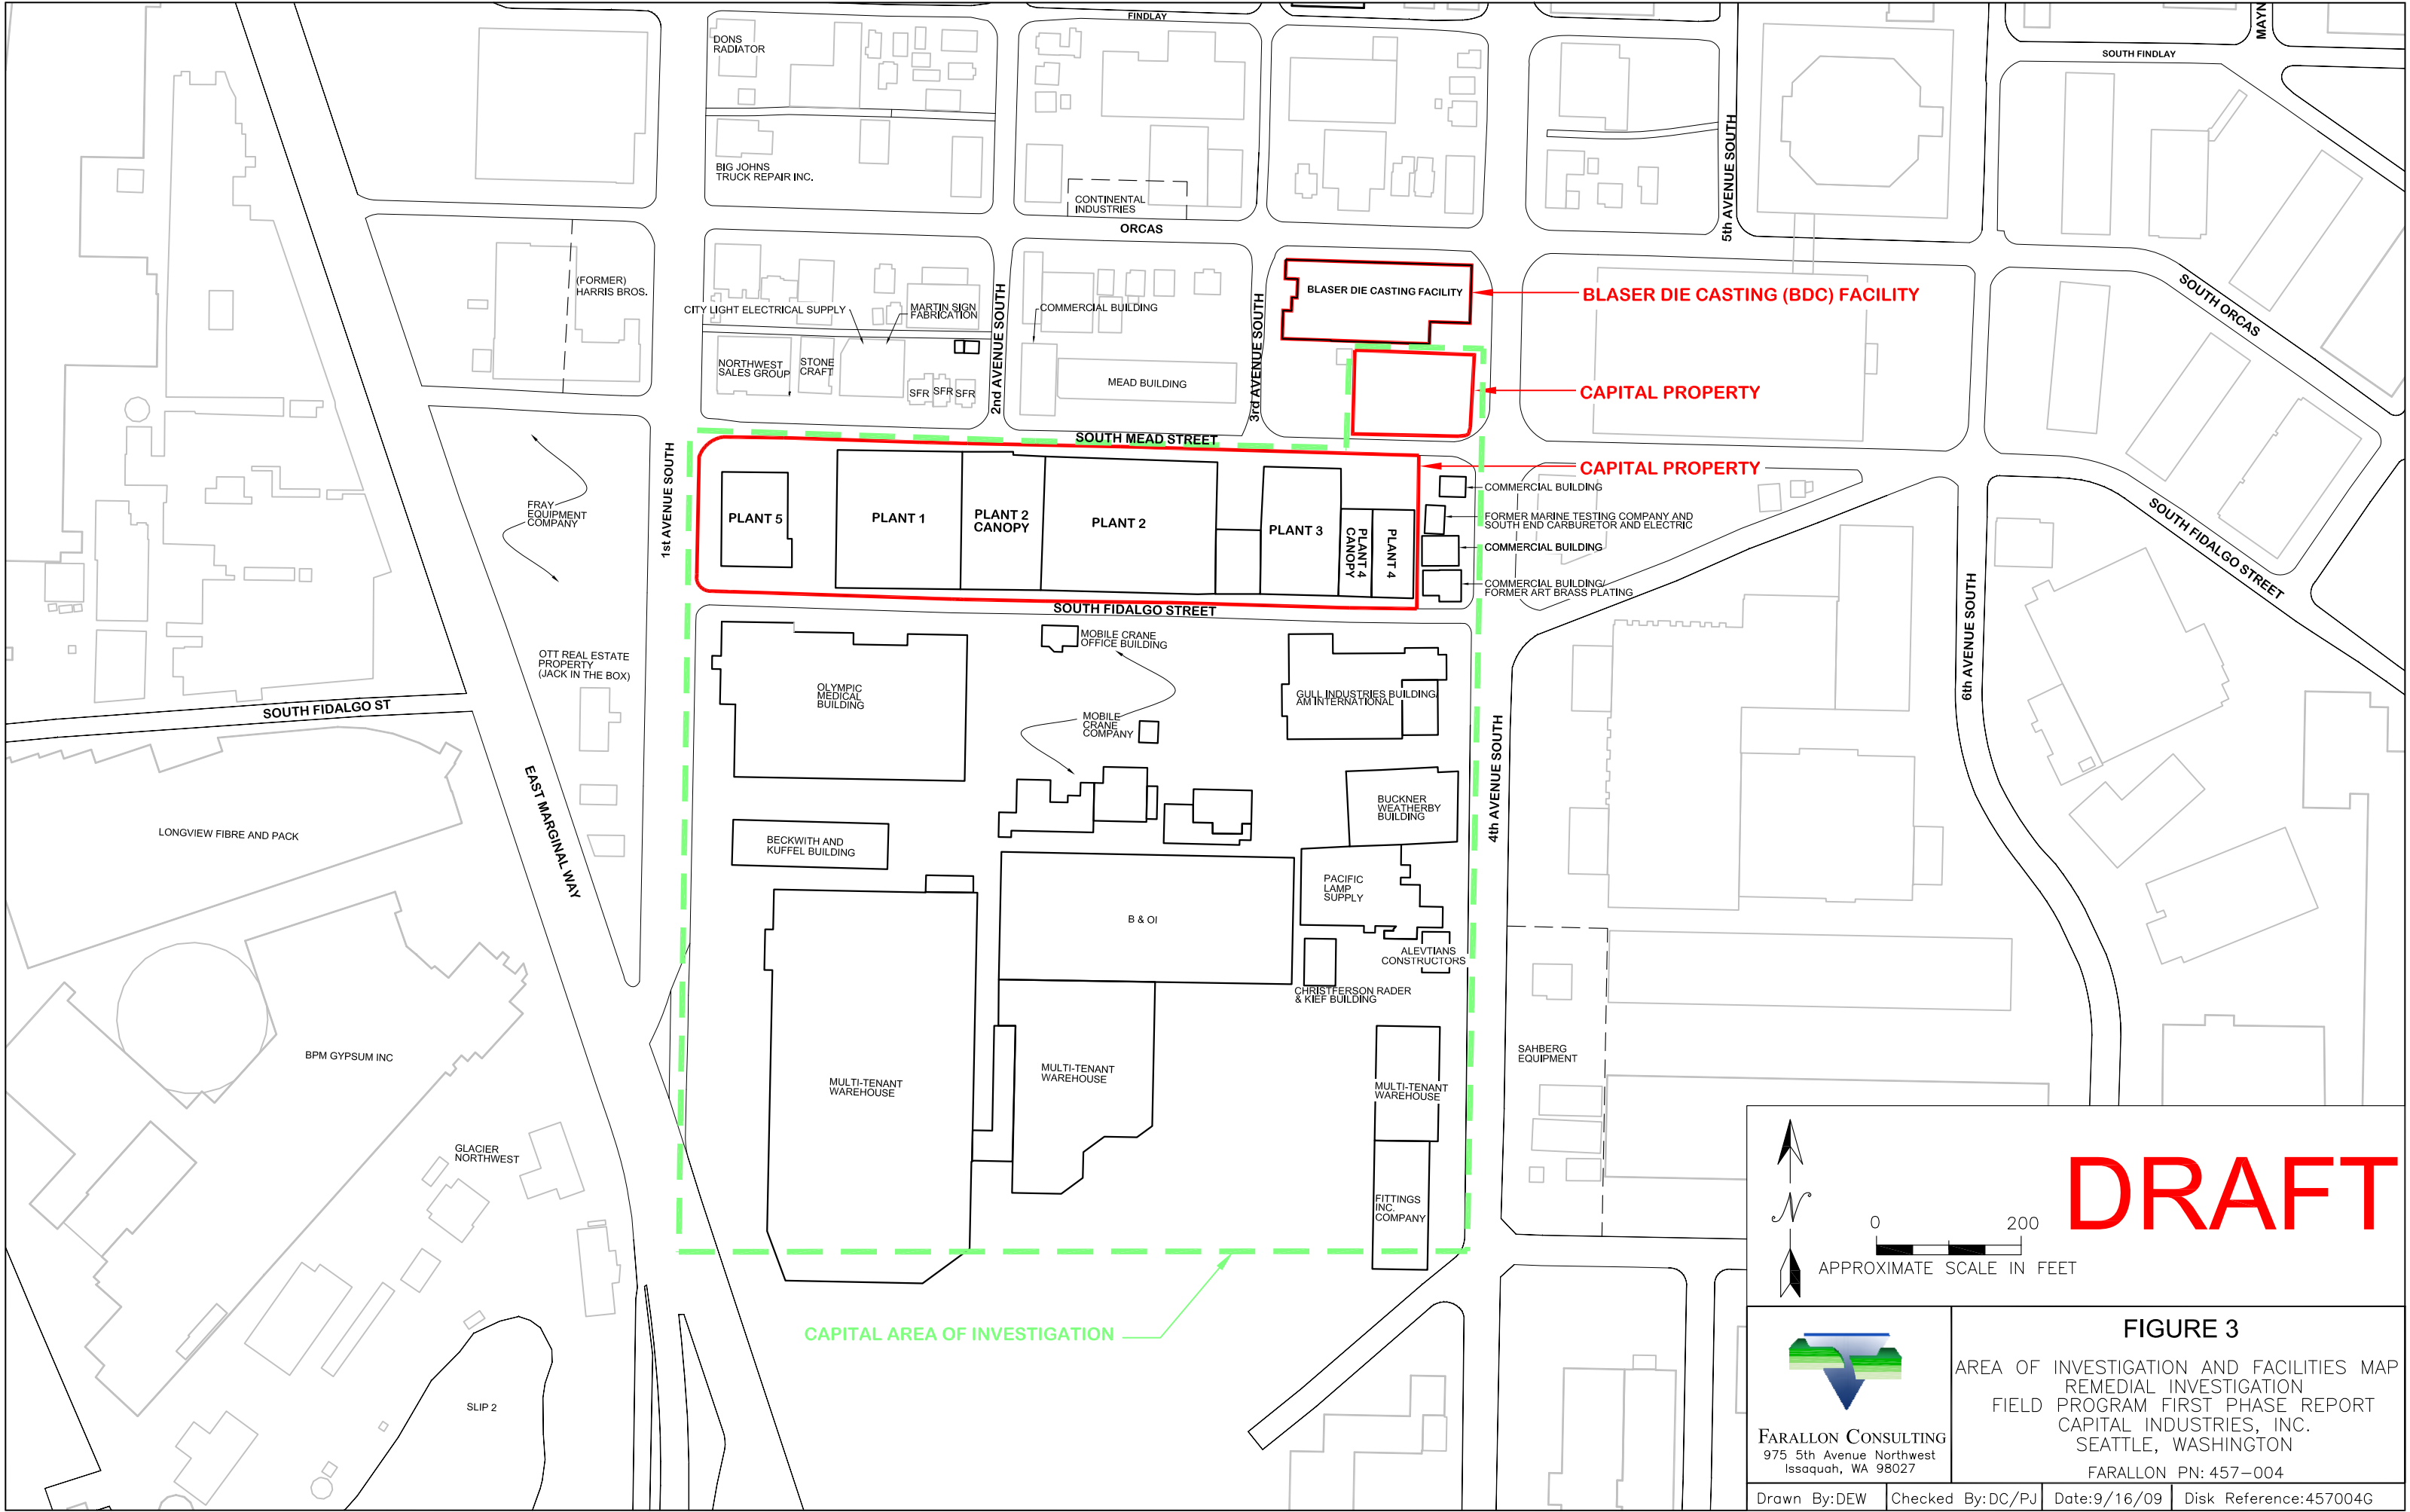 FINDLAY
MAYN
SOUTH FINDLAY
DONS
RADIATOR
BIG JOHNS
TRUCK REPAIR INC.
CONTINENTAL
INDUSTRIES
5th AVENUE SOUTH
ORCAS
(FORMER)
HARRIS BROS.
CITY LIGHT ELECTRICAL SUPPLY
MARTIN SIGN
FABRICATION
2nd AVENUE SOUTH
COMMERCIAL BUILDING
3rd AVENUE SOUTH
BLASER DIE CASTING FACILITY
BLASER DIE CASTING (BDC) FACILITY
SOUTH ORCAS
NORTHWEST
SALES GROUP
STONE
CRAFT
SFR
SFR
SFR
MEAD BUILDING
CAPITAL PROPERTY
SOUTH MEAD STREET
CAPITAL PROPERTY
1st AVENUE SOUTH
FRAY
EQUIPMENT
COMPANY
PLANT 5
PLANT 1
PLANT 2
CANOPY
PLANT 2
PLANT 3
PLANT 4
CANOPY
PLANT 4
COMMERCIAL BUILDING
FORMER MARINE TESTING COMPANY AND
SOUTH END CARBURETOR AND ELECTRIC
COMMERCIAL BUILDING
COMMERCIAL BUILDING/
FORMER ART BRASS PLATING
SOUTH FIDALGO STREET
SOUTH FIDALGO STREET
6th AVENUE SOUTH
OTT REAL ESTATE
PROPERTY
(JACK IN THE BOX)
SOUTH FIDALGO ST
EAST MARGINAL WAY
OLYMPIC
MEDICAL
BUILDING
MOBILE CRANE
OFFICE BUILDING
MOBILE
CRANE
COMPANY
GULL INDUSTRIES BUILDING/
AM INTERNATIONAL
4th AVENUE SOUTH
BUCKNER
WEATHERBY
BUILDING
LONGVIEW FIBRE AND PACK
BECKWITH AND
KUFFEL BUILDING
PACIFIC
LAMP
SUPPLY
B & OI
ALEVTIANS
CONSTRUCTORS
CHRISTFERSON RADER
& KIEF BUILDING
BPM GYPSUM INC
MULTI-TENANT
WAREHOUSE
MULTI-TENANT
WAREHOUSE
MULTI-TENANT
WAREHOUSE
SAHBERG
EQUIPMENT
GLACIER
NORTHWEST
FITTINGS
INC.
COMPANY
SLIP 2
CAPITAL AREA OF INVESTIGATION
N
0 200
APPROXIMATE SCALE IN FEET
DRAFT
FARALLON CONSULTING
975 5th Avenue Northwest
Issaquah, WA 98027
FIGURE 3
AREA OF INVESTIGATION AND FACILITIES MAP
REMEDIAL INVESTIGATION
FIELD PROGRAM FIRST PHASE REPORT
CAPITAL INDUSTRIES, INC.
SEATTLE, WASHINGTON
FARALLON PN: 457-004
Drawn By:DEW
Checked By:DC/PJ
Date:9/16/09
Disk Reference:457004G